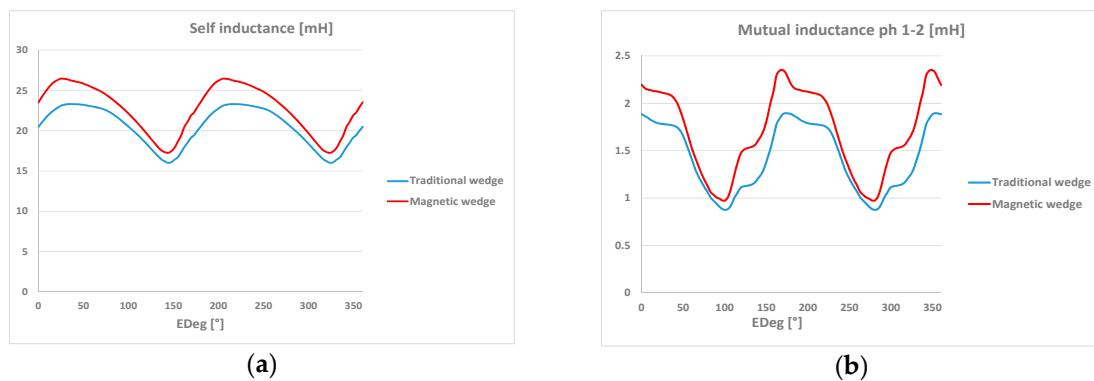 Self inductance [mH]
30
25
20
15
10
5
0
0 50 100 150 200 250 300 350
EDeg [°]
Traditional wedge
Magnetic wedge
(a)
Mutual inductance ph 1-2 [mH]
2.5
2
1.5
1
0.5
0
0 50 100 150 200 250 300 350
EDeg [°]
Traditional wedge
Magnetic wedge
(b)